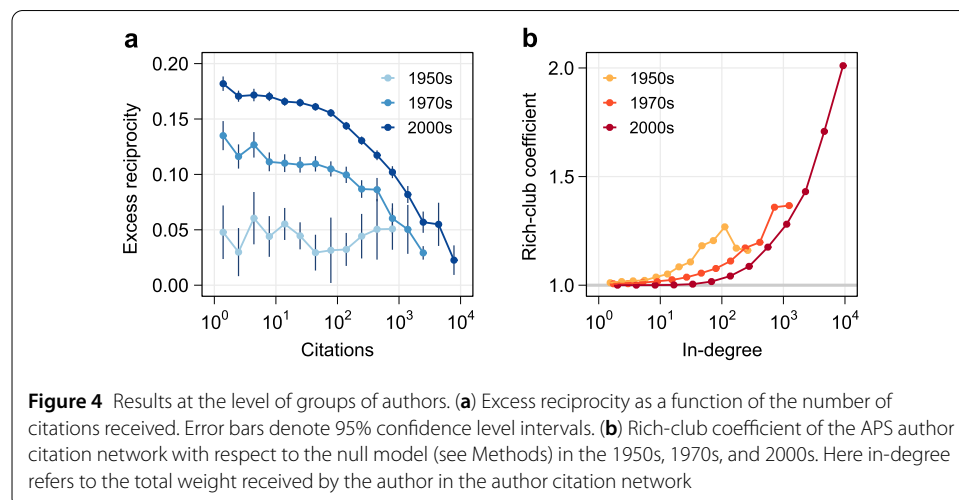 a
b
0.20
0.15
0.10
0.05
0.00
Excess reciprocity
1950s
1970s
2000s
10^0
10^1
10^2
10^3
10^4
Citations
2.0
1.5
1.0
Rich-club coefficient
1950s
1970s
2000s
10^0
10^1
10^2
10^3
10^4
In-degree
Figure 4 Results at the level of groups of authors. (a) Excess reciprocity as a function of the number of
citations received. Error bars denote 95% confidence level intervals. (b) Rich-club coefficient of the APS author
citation network with respect to the null model (see Methods) in the 1950s, 1970s, and 2000s. Here in-degree
refers to the total weight received by the author in the author citation network